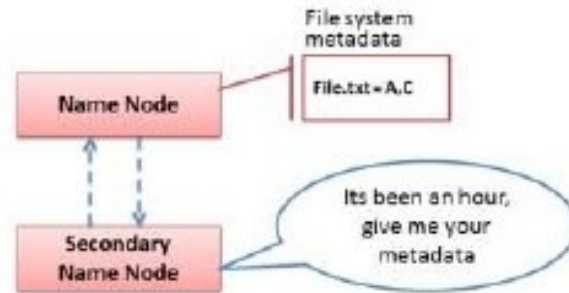 File system
metadata
Name Node
File.txt = A,C
Its been an hour,
give me your
metadata
Secondary
Name Node